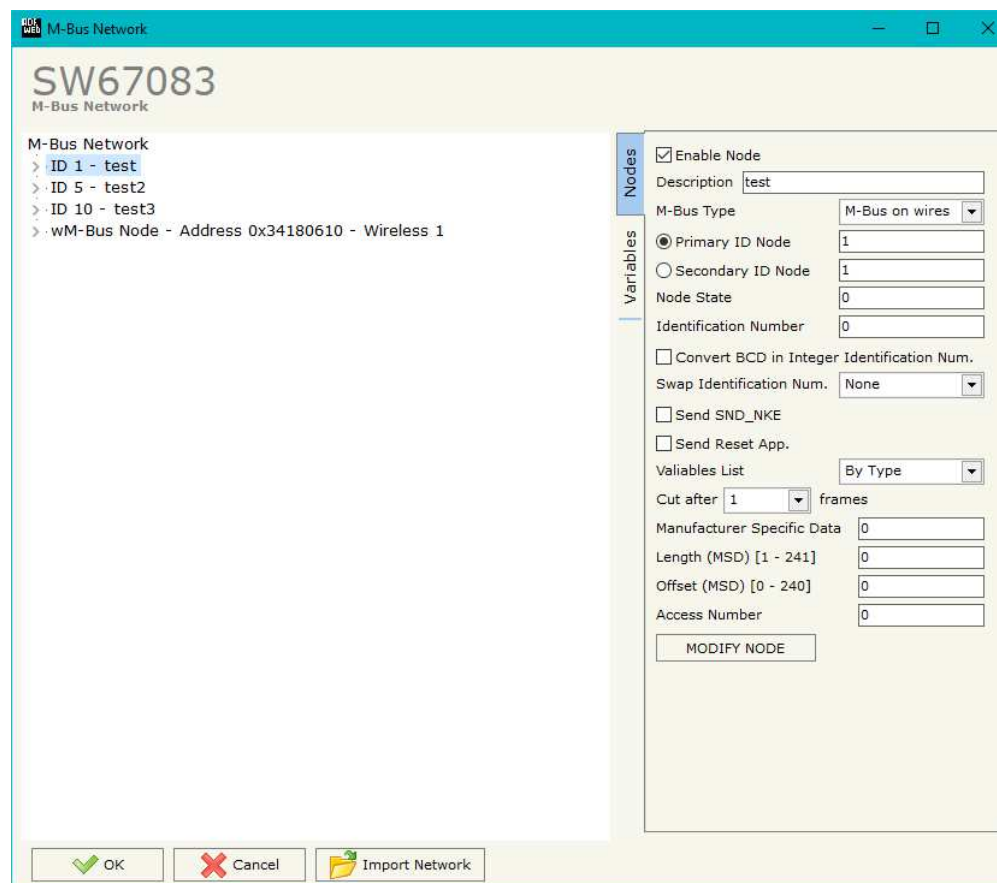 ADF
WEB
M-Bus Network
SW67083
M-Bus Network
M-Bus Network
ID 1 - test
ID 5 - test2
ID 10 - test3
wM-Bus Node - Address 0x34180610 - Wireless 1
Nodes
Variables
Enable Node
Description test
M-Bus Type M-Bus on wires
Primary ID Node 1
Secondary ID Node 1
Node State 0
Identification Number 0
Convert BCD in Integer Identification Num.
Swap Identification Num. None
Send SND_NKE
Send Reset App.
Valiables List By Type
Cut after 1 frames
Manufacturer Specific Data 0
Length (MSD) [1 - 241] 0
Offset (MSD) [0 - 240] 0
Access Number 0
MODIFY NODE
OK Cancel Import Network